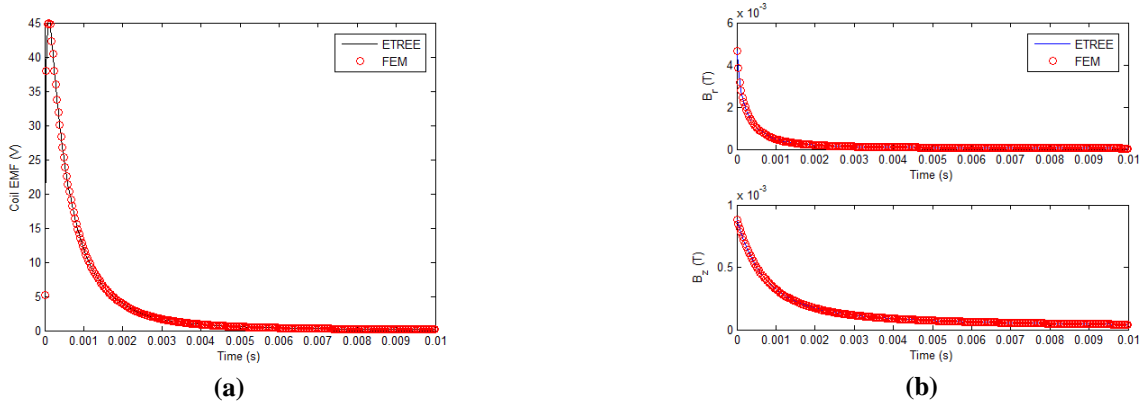 45
40
35
30
25
20
15
10
5
0
Coil EMF (V)
ETREE
FEM
0 0.001 0.002 0.003 0.004 0.005 0.006 0.007 0.008 0.009 0.01
Time (s)
(a)
x 10^-3
6
4
2
0
B_r (T)
ETREE
FEM
0 0.001 0.002 0.003 0.004 0.005 0.006 0.007 0.008 0.009 0.01
Time (s)
x 10^-3
1
0.5
0
B_z (T)
0 0.001 0.002 0.003 0.004 0.005 0.006 0.007 0.008 0.009 0.01
Time (s)
(b)